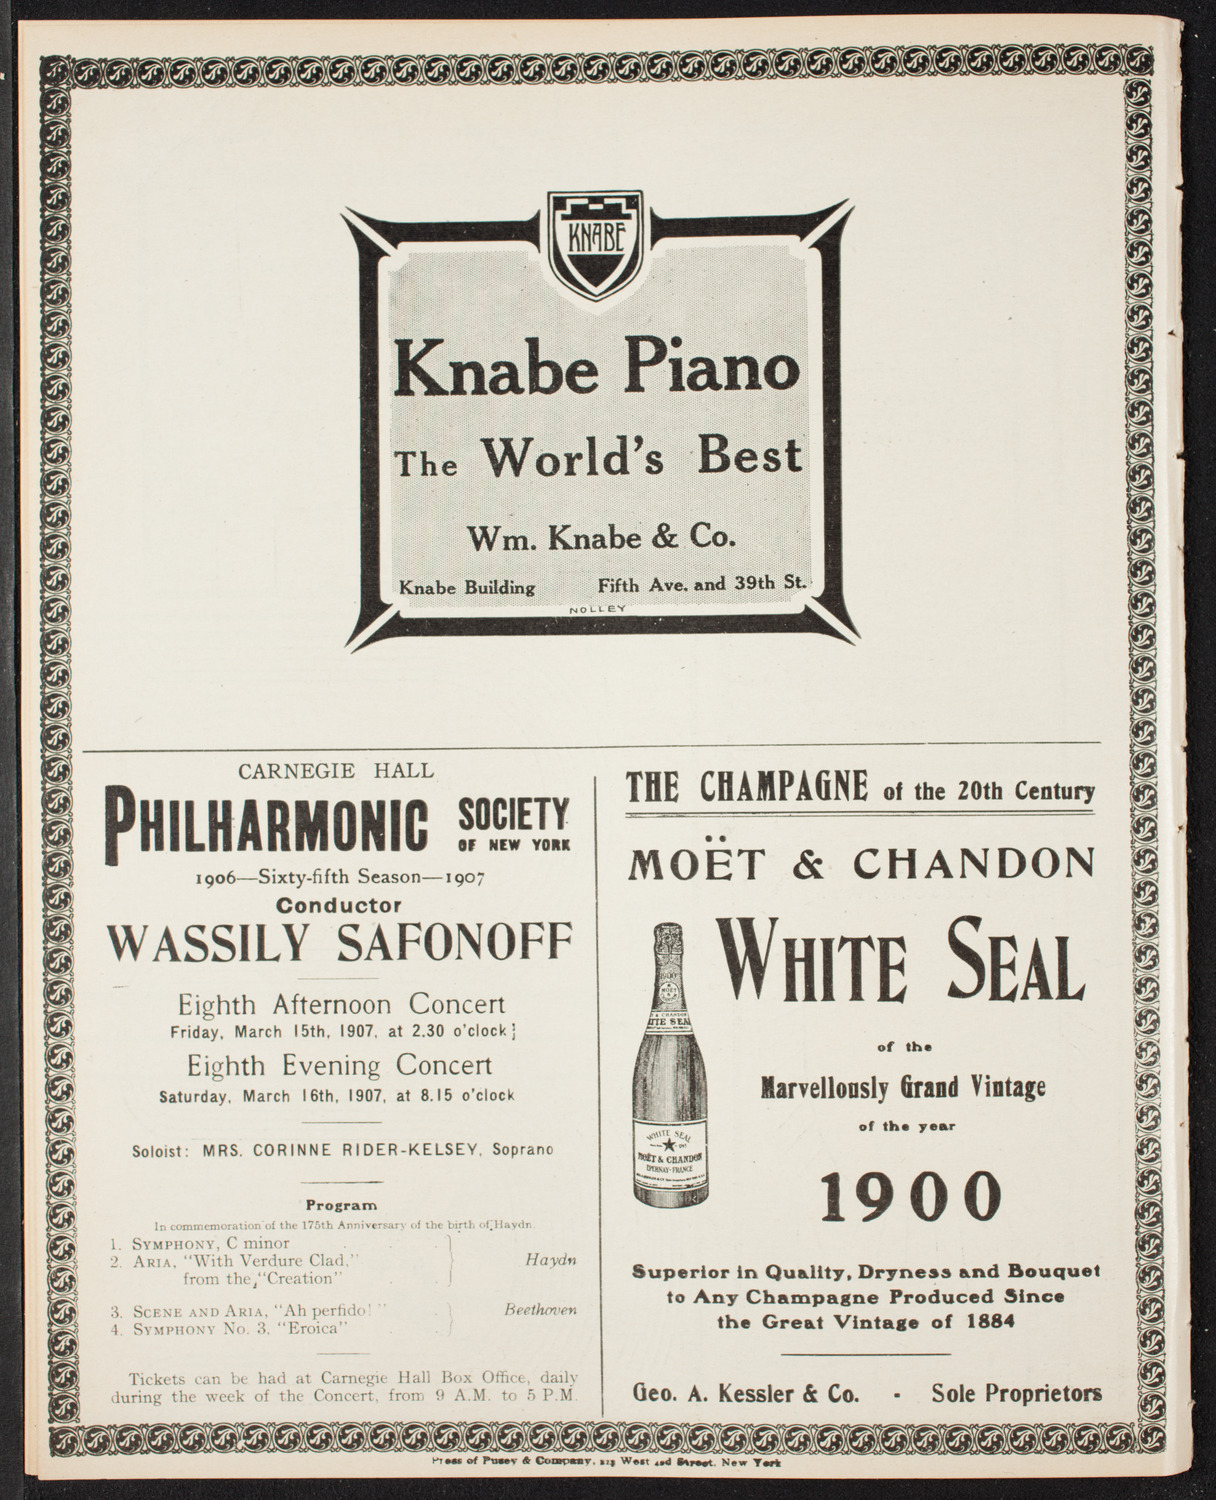 KNABE
Knabe Piano
The World's Best
Wm. Knabe & Co.
Knabe Building Fifth Ave. and 39th St.
NOLLEY
CARNEGIE HALL
PHILHARMONIC SOCIETY
OF NEW YORK
1906—Sixty-fifth Season—1907
Conductor
WASSILY SAFONOFF
Eighth Afternoon Concert
Friday, March 15th, 1907, at 2.30 o'clock;
Eighth Evening Concert
Saturday, March 16th, 1907, at 8.15 o'clock
Soloist: MRS. CORINNE RIDER-KELSEY, Soprano
Program
In commemoration of the 175th Anniversary of the birth of Haydn.
1. SYMPHONY, C minor
2. ARIA, "With Verdure Clad,"
from the "Creation"
Haydn
3. SCENE AND ARIA, "Ah perfido! "
4. SYMPHONY No. 3, "Eroica"
Beethoven
Tickets can be had at Carnegie Hall Box Office, daily
during the week of the Concert, from 9 A.M. to 5 P.M.
THE CHAMPAGNE of the 20th Century
MOËT & CHANDON
WHITE SEAL
of the
Marvellously Grand Vintage
of the year
1900
WHITE SEAL
MOËT & CHANDON
EPERNAY-FRANCE
Superior in Quality, Dryness and Bouquet
to Any Champagne Produced Since
the Great Vintage of 1884
Geo. A. Kessler & Co. - Sole Proprietors
Press of Pusey & Company, West Street, New York